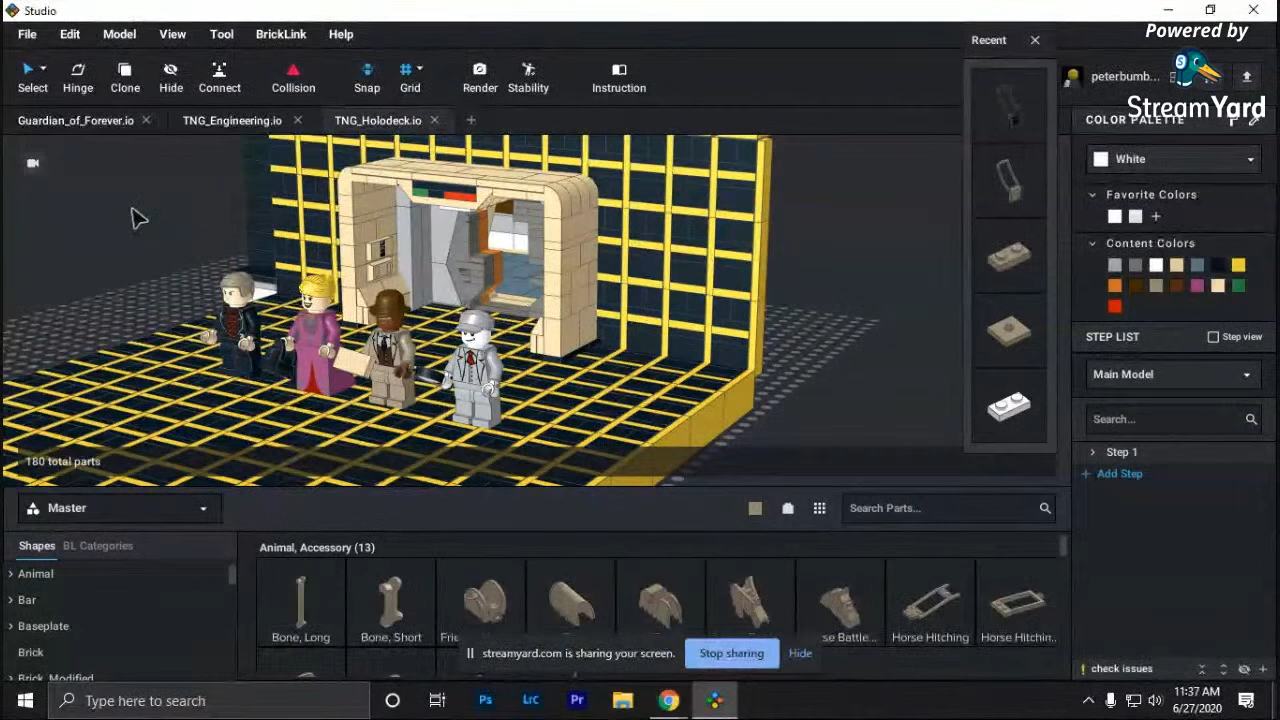 Studio
Powered by
StreamYard
File Edit Model View Tool BrickLink Help
Recent
peterbumb...
Select Hinge Clone Hide Connect Collision Snap Grid Render Stability Instruction
Guardian_of_Forever.io TNG_Engineering.io TNG_Holodeck.io
COLOR PALETTE
White
Favorite Colors
Content Colors
STEP LIST
Step view
Main Model
Search...
Step 1
Add Step
180 total parts
Master
Search Parts...
Shapes BL Categories
Animal, Accessory (13)
Animal
Bar
Baseplate
Brick
Brick, Modified
Bone, Long
Bone, Short
Horse Hitching
Horse Hitchin..
streamyard.com is sharing your screen.
Stop sharing
Hide
check issues
Type here to search
Ps
Lrc
Pr
11:37 AM
6/27/2020